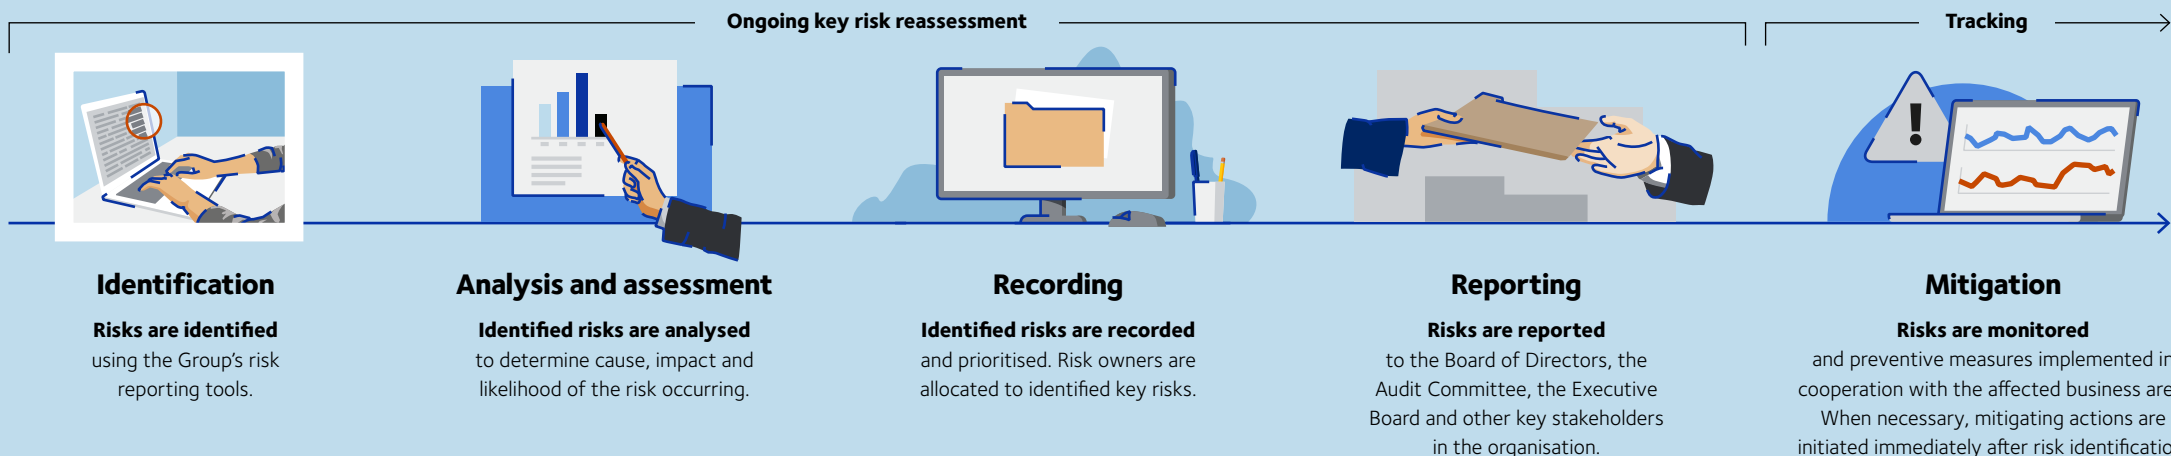 Ongoing key risk reassessment
Tracking
Identification
Risks are identified
using the Group's risk
reporting tools.
Analysis and assessment
Identified risks are analysed
to determine cause, impact and
likelihood of the risk occurring.
Recording
Identified risks are recorded
and prioritised. Risk owners are
allocated to identified key risks.
Reporting
Risks are reported
to the Board of Directors, the
Audit Committee, the Executive
Board and other key stakeholders
in the organisation.
Mitigation
Risks are monitored
and preventive measures implemented in
cooperation with the affected business
When necessary, mitigating actions are
initiated immediately after risk